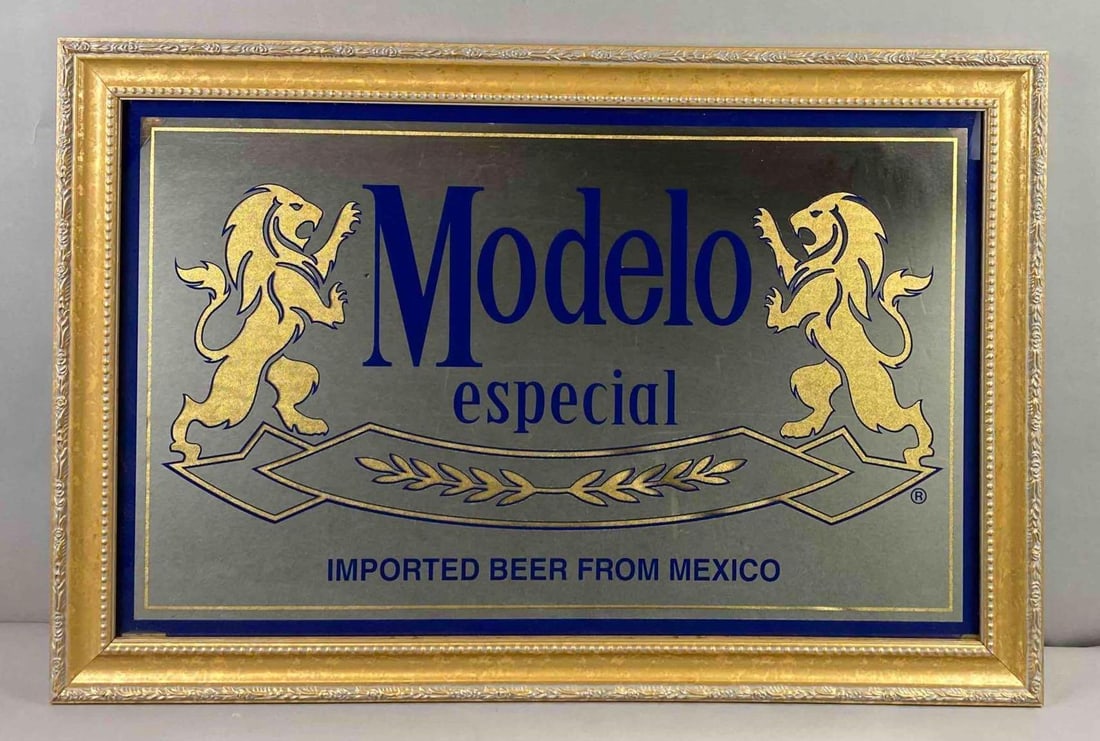 Modelo
especial
®
IMPORTED BEER FROM MEXICO